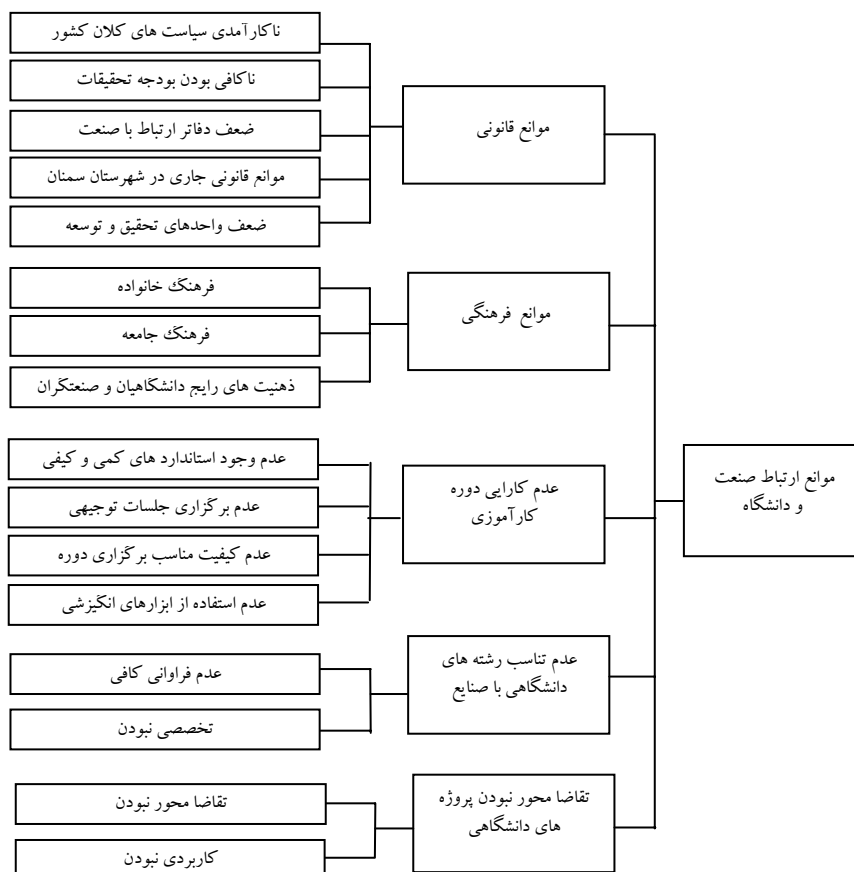 موانع ارتباط صنعت
و دانشگاه
موانع قانونی
ناکارآمدی سیاست های کلان کشور
ناکافی بودن بودجه تحقیقات
ضعف دفاتر ارتباط با صنعت
موانع قانونی جاری در شهرستان سمنان
ضعف واحدهای تحقیق و توسعه
موانع فرهنگی
فرهنگ خانواده
فرهنگ جامعه
ذهنیت های رایج دانشگاهیان و صنعتگران
عدم کارایی دوره
کارآموزی
عدم وجود استاندارد های کمی و کیفی
عدم برگزاری جلسات توجیهی
عدم کیفیت مناسب برگزاری دوره
عدم استفاده از ابزارهای انگیزشی
عدم تناسب رشته های
دانشگاهی با صنایع
عدم فراوانی کافی
تخصصی نبودن
تقاضا محور نبودن پروژه
های دانشگاهی
تقاضا محور نبودن
کاربردی نبودن